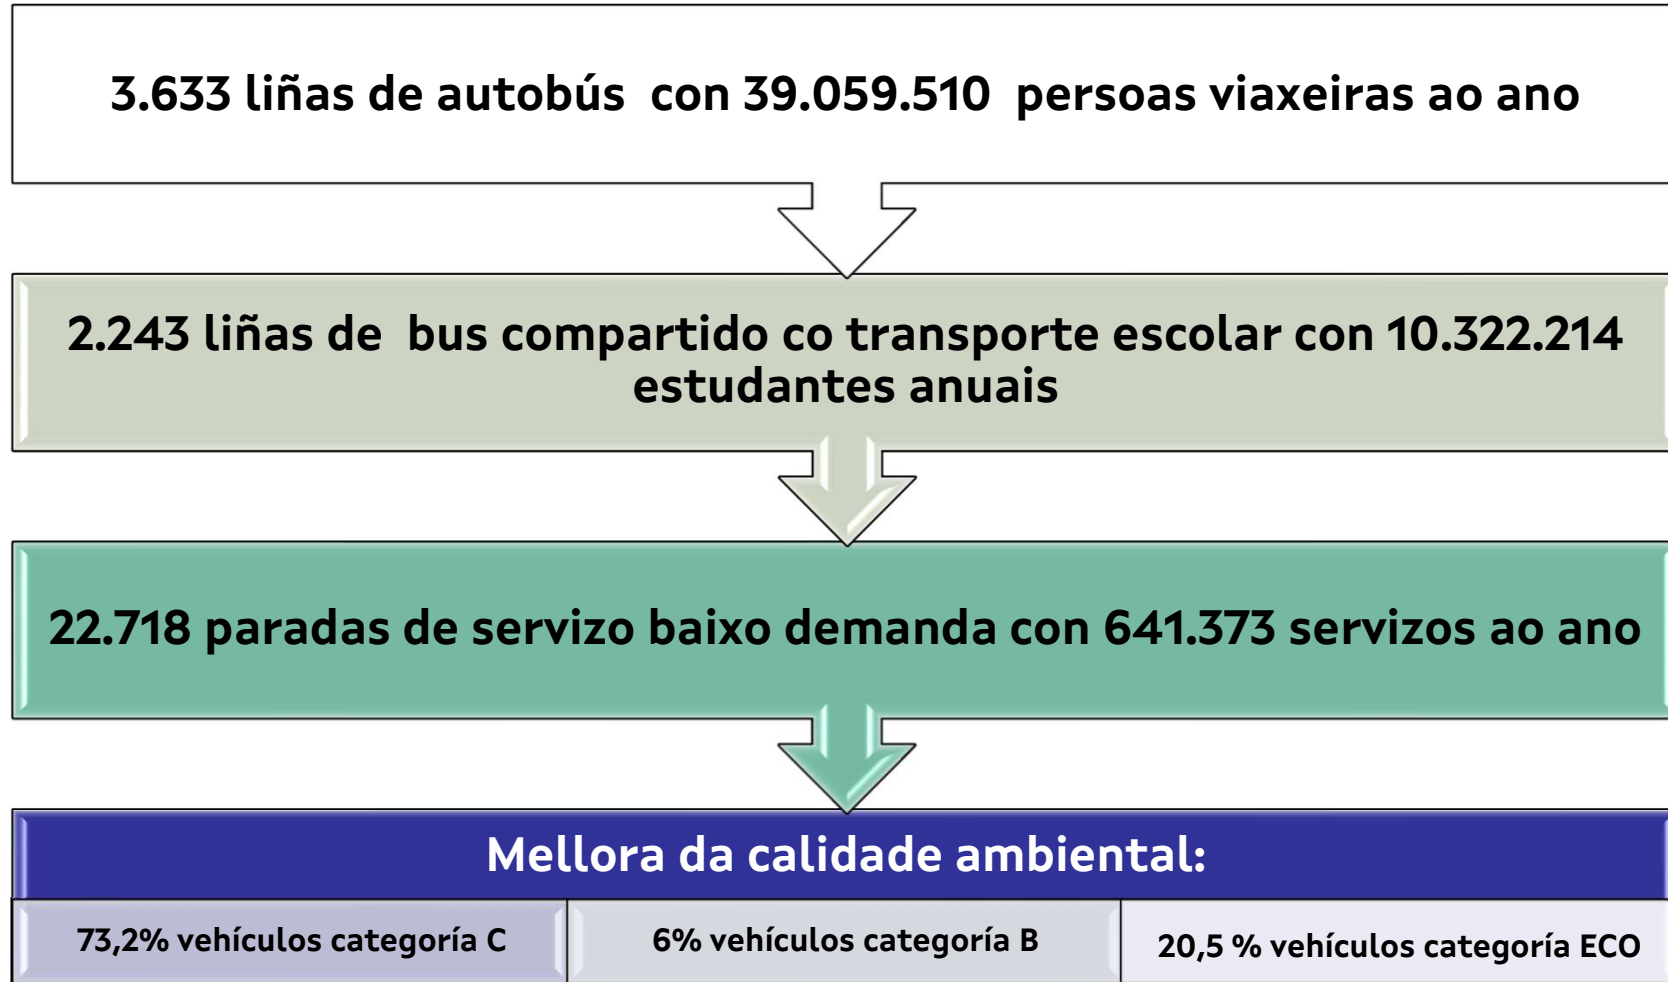 3.633 liñas de autobús con 39.059.510 persoas viaxeiras ao ano
2.243 liñas de bus compartido co transporte escolar con 10.322.214
estudantes anuais
22.718 paradas de servizo baixo demanda con 641.373 servizos ao ano
Mellora da calidade ambiental:
73,2% vehículos categoría C
6% vehículos categoría B
20,5 % vehículos categoría ECO